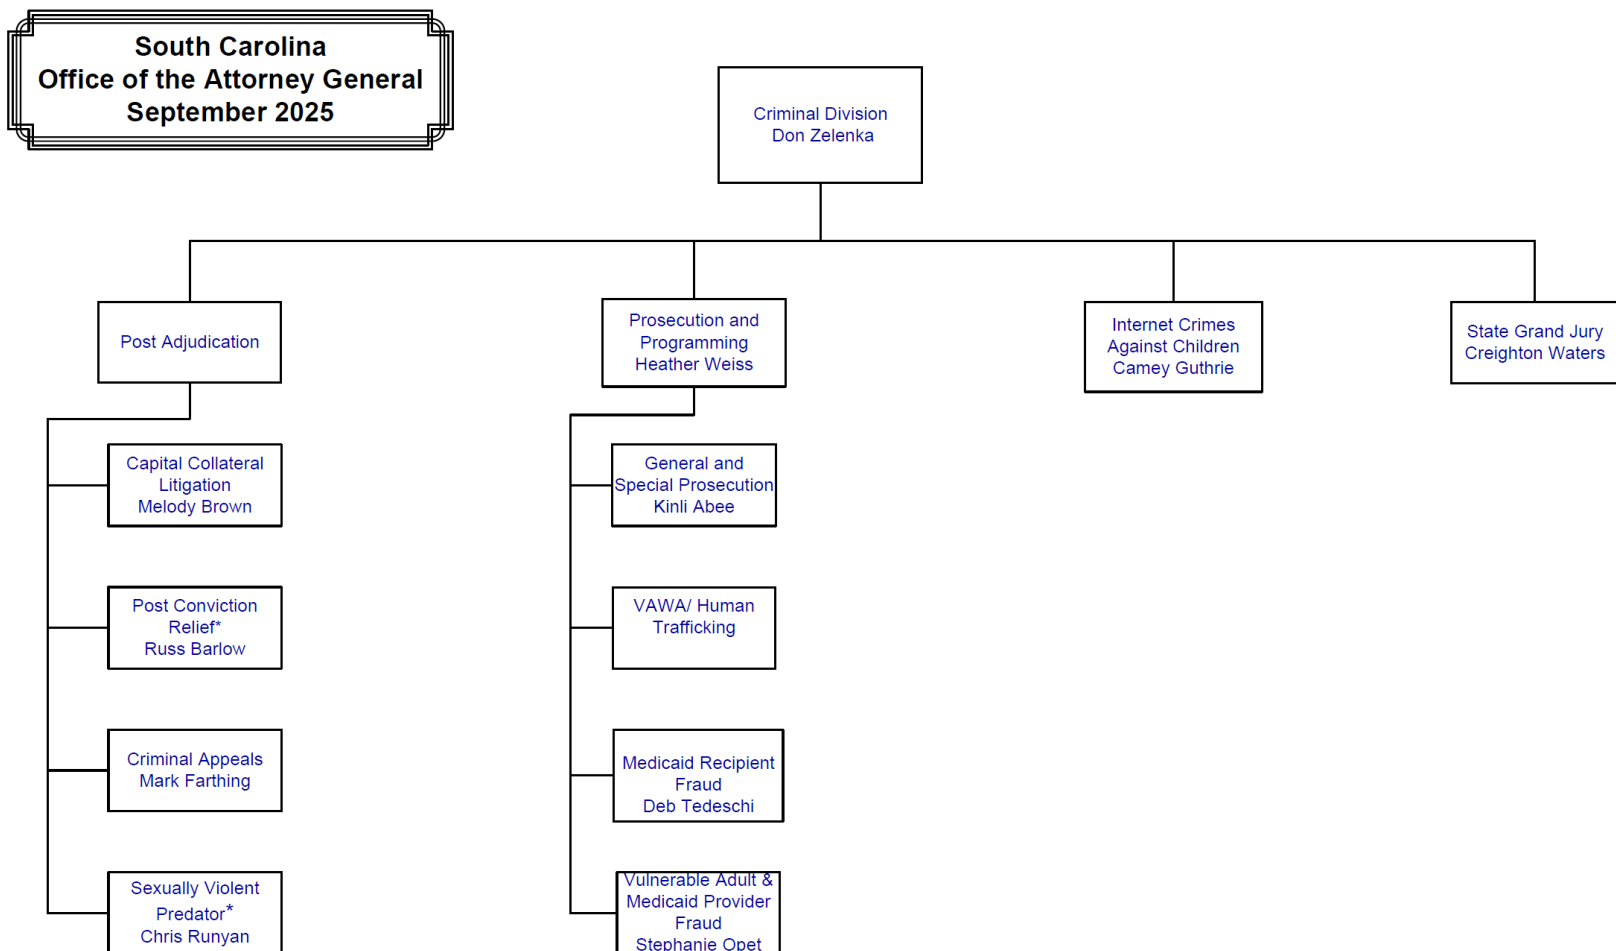 South Carolina
Office of the Attorney General
September 2025
Criminal Division
Don Zelenka
Post Adjudication
Prosecution and
Programming
Heather Weiss
Internet Crimes
Against Children
Camey Guthrie
State Grand Jury
Creighton Waters
Capital Collateral
Litigation
Melody Brown
General and
Special Prosecution
Kinli Abee
Post Conviction
Relief*
Russ Barlow
VAWA/ Human
Trafficking
Criminal Appeals
Mark Farthing
Medicaid Recipient
Fraud
Deb Tedeschi
Sexually Violent
Predator*
Chris Runyan
Vulnerable Adult &
Medicaid Provider
Fraud
Stephanie Opet